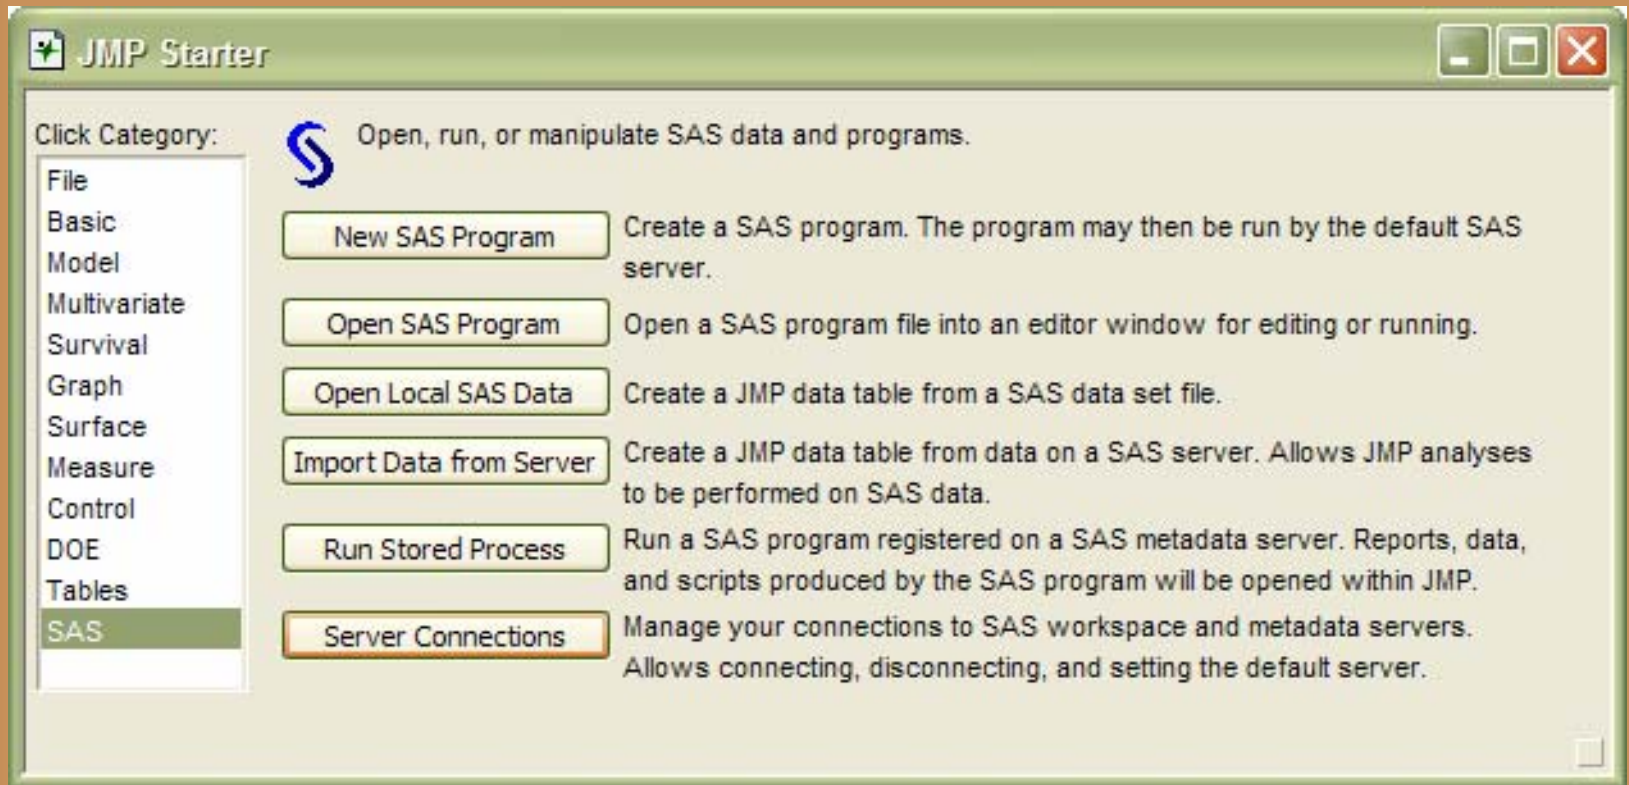 JMP Starter
Click Category:
File
Basic
Model
Multivariate
Survival
Graph
Surface
Measure
Control
DOE
Tables
SAS
Open, run, or manipulate SAS data and programs.
New SAS Program
Create a SAS program. The program may then be run by the default SAS
server.
Open SAS Program
Open a SAS program file into an editor window for editing or running.
Open Local SAS Data
Create a JMP data table from a SAS data set file.
Import Data from Server
Create a JMP data table from data on a SAS server. Allows JMP analyses
to be performed on SAS data.
Run Stored Process
Run a SAS program registered on a SAS metadata server. Reports, data,
and scripts produced by the SAS program will be opened within JMP.
Server Connections
Manage your connections to SAS workspace and metadata servers.
Allows connecting, disconnecting, and setting the default server.